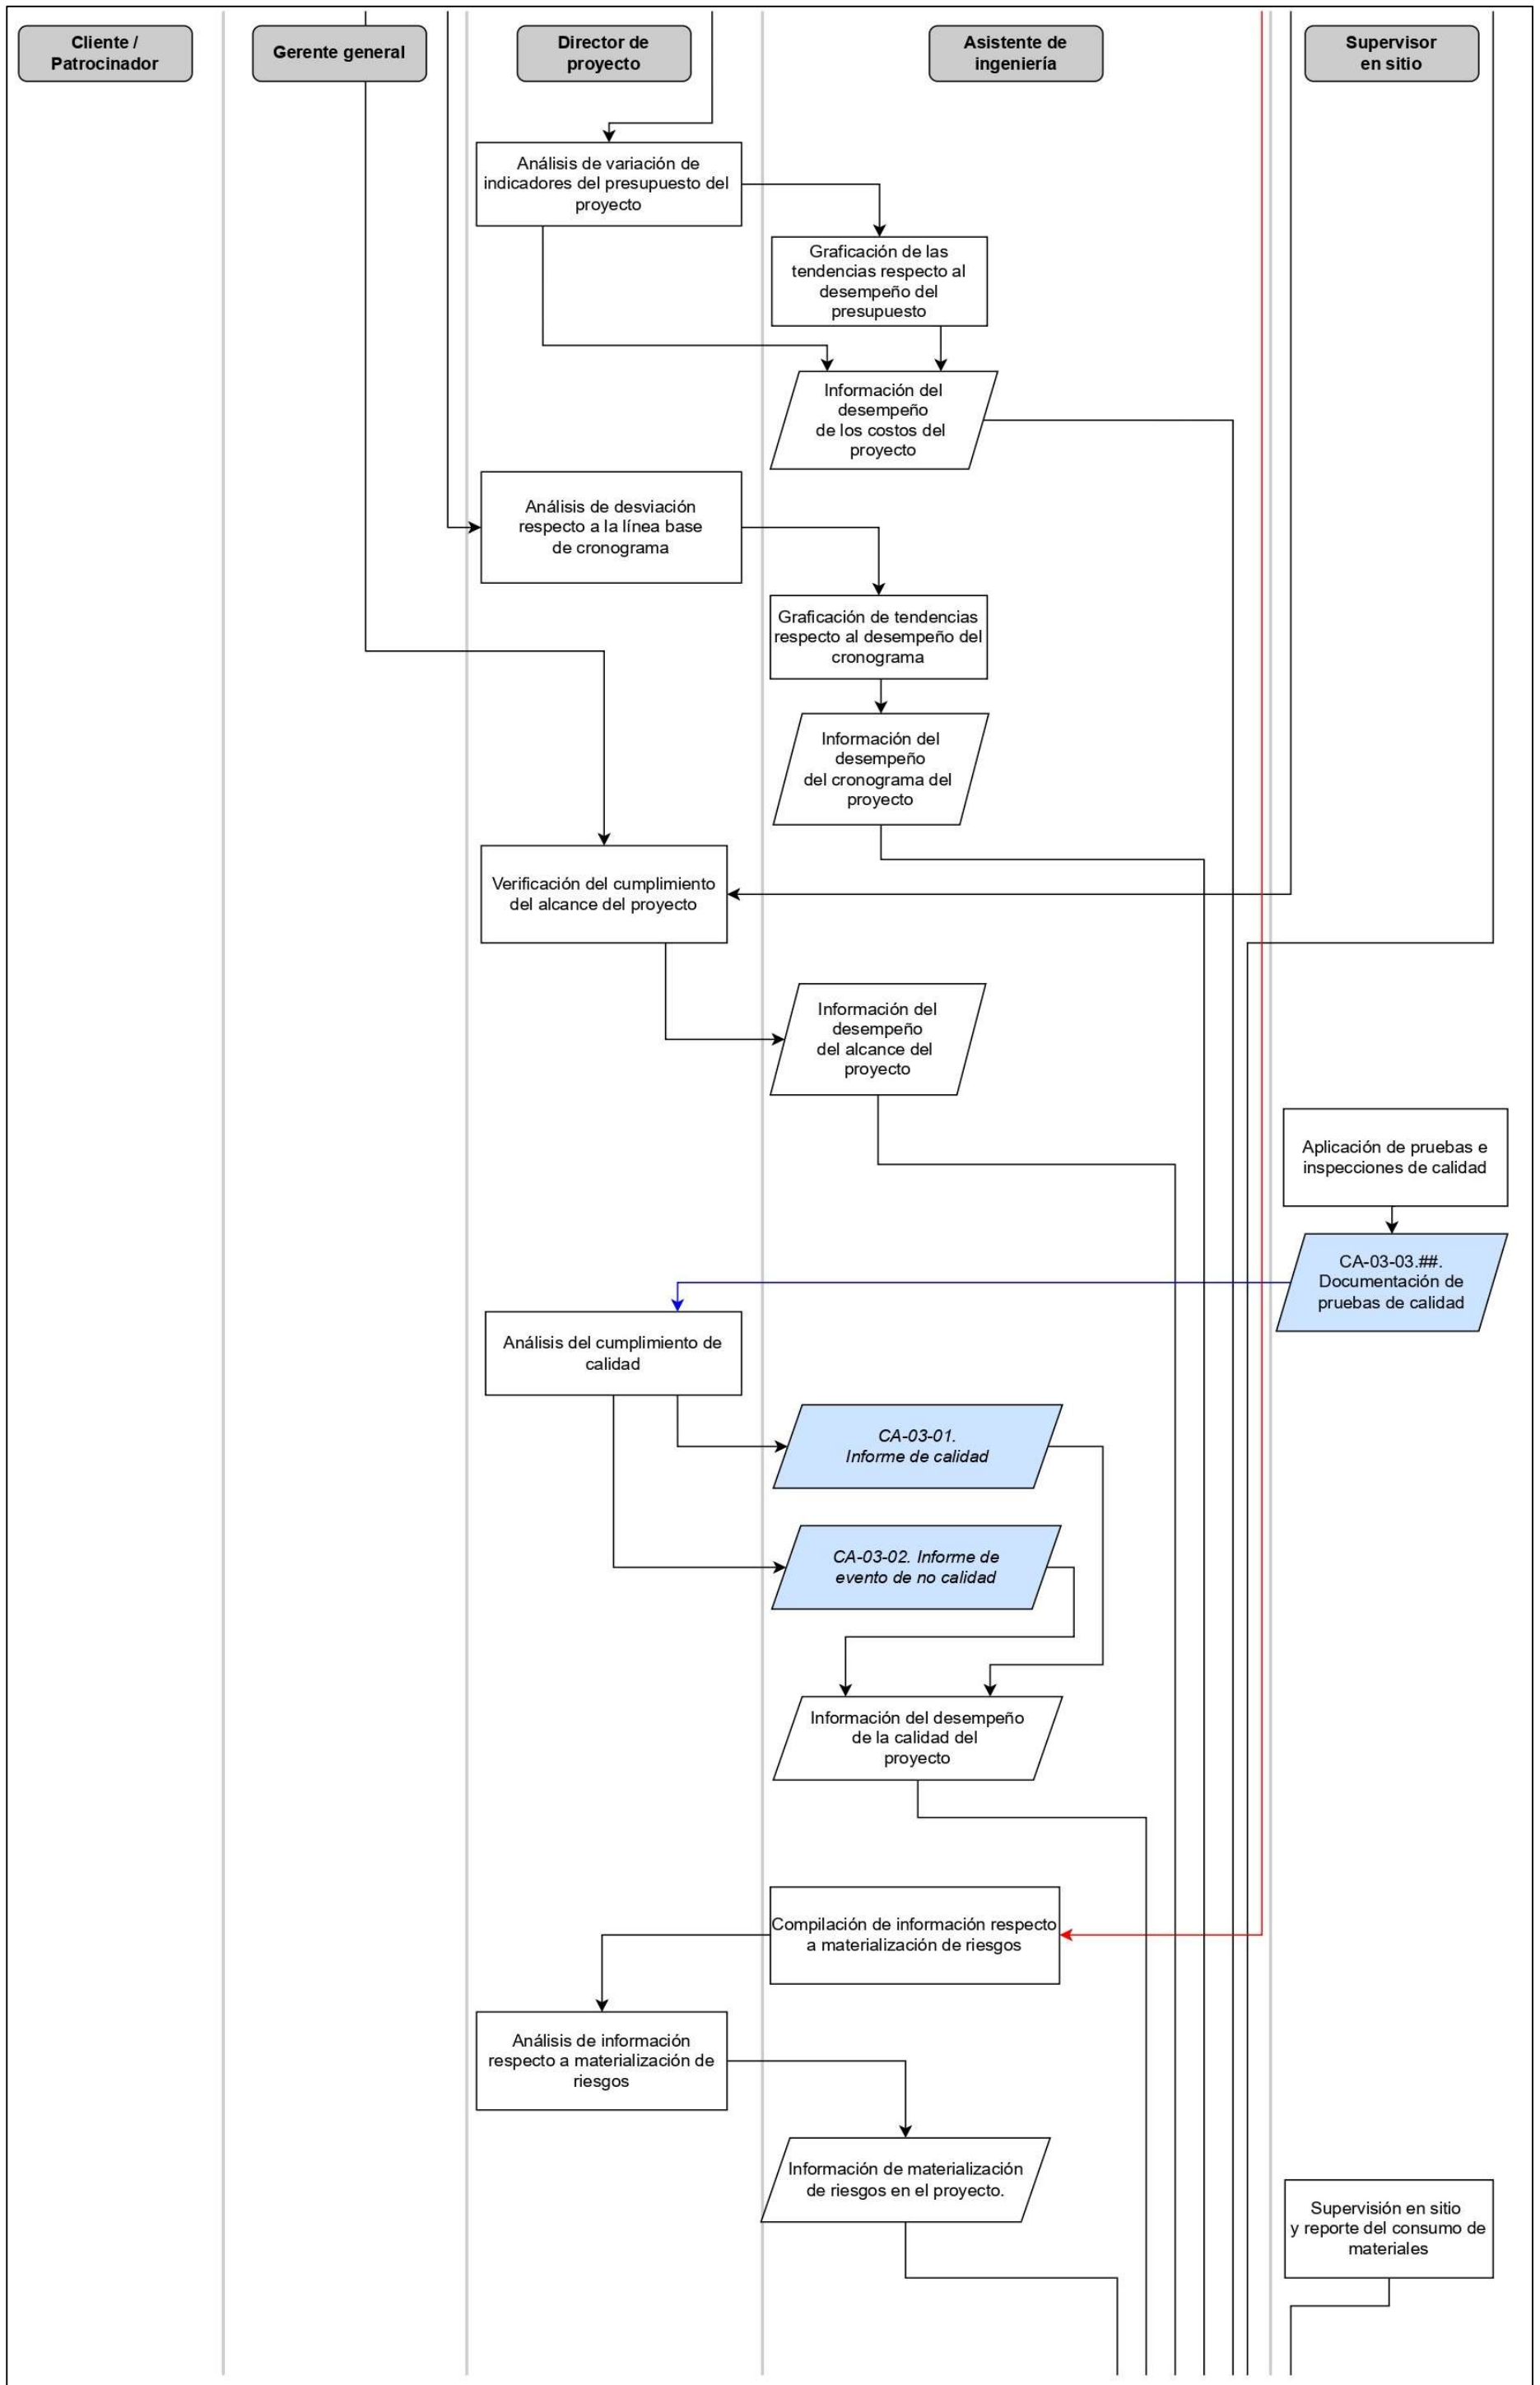 Cliente /
Patrocinador
Gerente general
Director de
proyecto
Asistente de
ingeniería
Supervisor
en sitio
Análisis de variación de
indicadores del presupuesto del
proyecto
Graficación de las
tendencias respecto al
desempeño del
presupuesto
Información del
desempeño
de los costos del
proyecto
Análisis de desviación
respecto a la línea base
de cronograma
Graficación de tendencias
respecto al desempeño del
cronograma
Información del
desempeño
del cronograma del
proyecto
Verificación del cumplimiento
del alcance del proyecto
Información del
desempeño
del alcance del
proyecto
Aplicación de pruebas e
inspecciones de calidad
CA-03-03.##.
Documentación de
pruebas de calidad
Análisis del cumplimiento de
calidad
CA-03-01.
Informe de calidad
CA-03-02. Informe de
evento de no calidad
Información del desempeño
de la calidad del
proyecto
Compilación de información respecto
a materialización de riesgos
Análisis de información
respecto a materialización de
riesgos
Información de materialización
de riesgos en el proyecto.
Supervisión en sitio
y reporte del consumo de
materiales